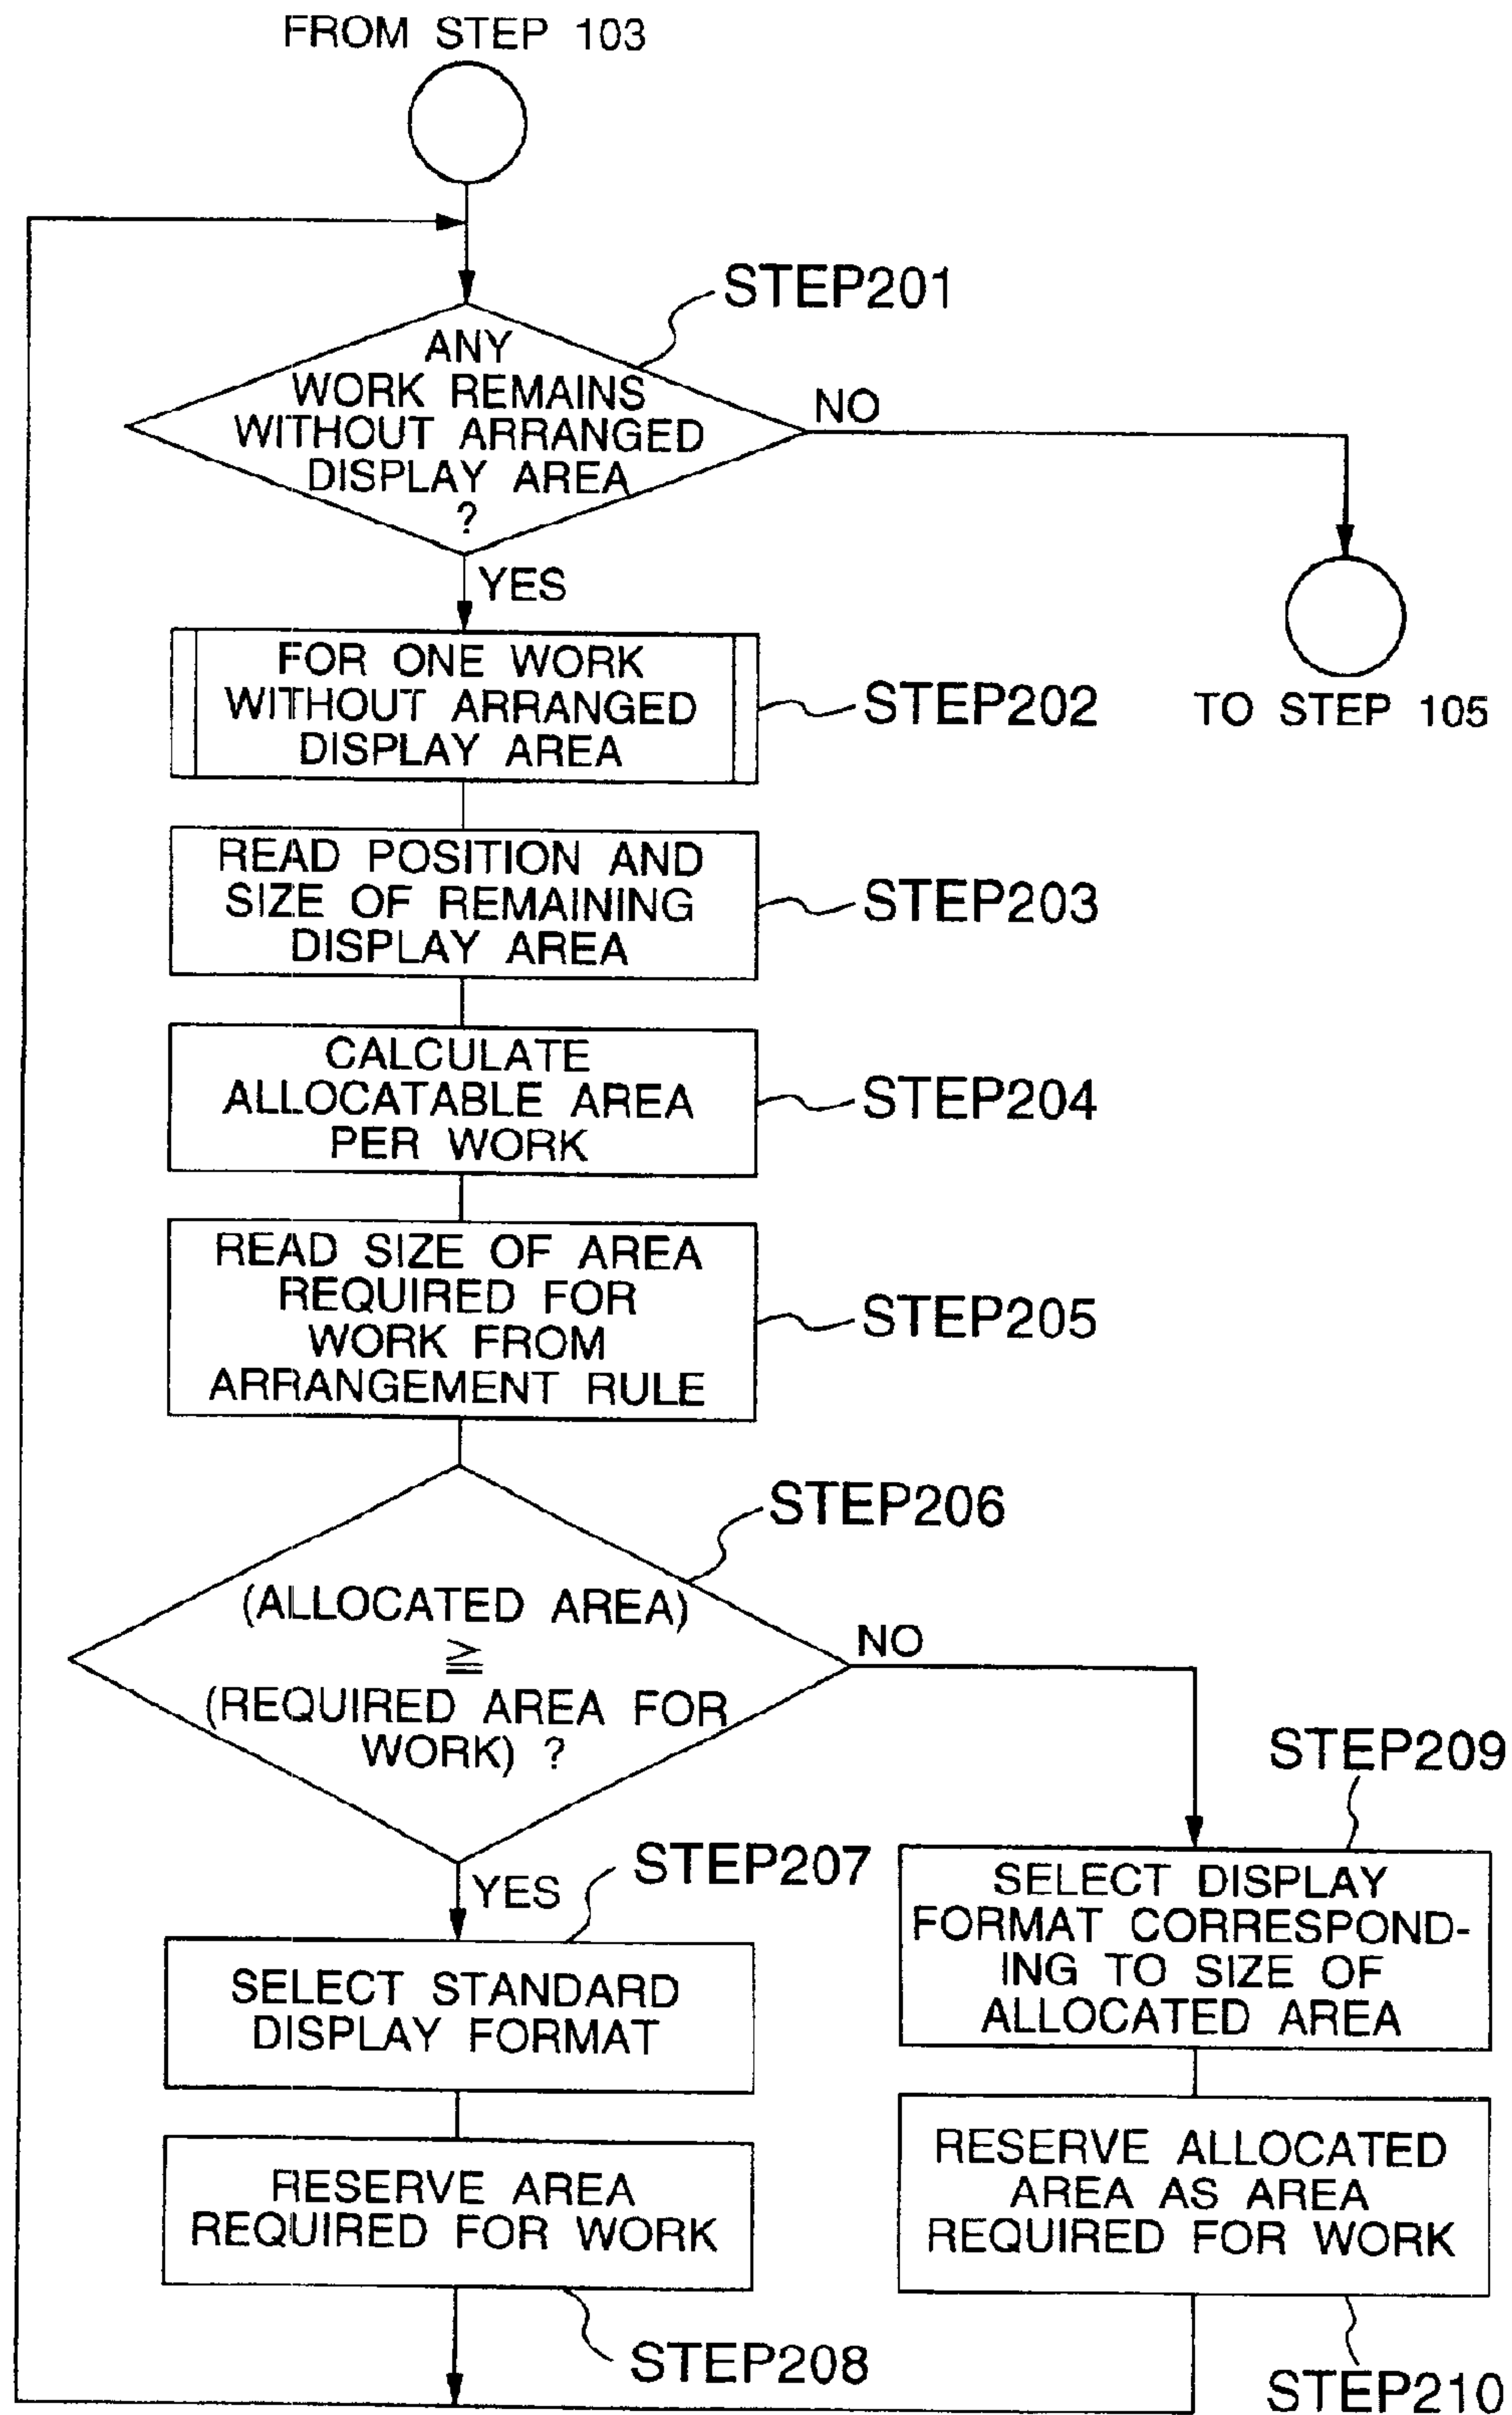 FROM STEP 103
STEP201
ANY
WORK REMAINS
WITHOUT ARRANGED
DISPLAY AREA
?
NO
YES
TO STEP 105
FOR ONE WORK
WITHOUT ARRANGED
DISPLAY AREA
STEP202
READ POSITION AND
SIZE OF REMAINING
DISPLAY AREA
STEP203
CALCULATE
ALLOCATABLE AREA
PER WORK
STEP204
READ SIZE OF AREA
REQUIRED FOR
WORK FROM
ARRANGEMENT RULE
STEP205
STEP206
(ALLOCATED AREA)
≧
(REQUIRED AREA FOR
WORK) ?
NO
YES
STEP207
SELECT STANDARD
DISPLAY FORMAT
RESERVE AREA
REQUIRED FOR WORK
STEP208
STEP209
SELECT DISPLAY
FORMAT CORRESPOND-
ING TO SIZE OF
ALLOCATED AREA
RESERVE ALLOCATED
AREA AS AREA
REQUIRED FOR WORK
STEP210